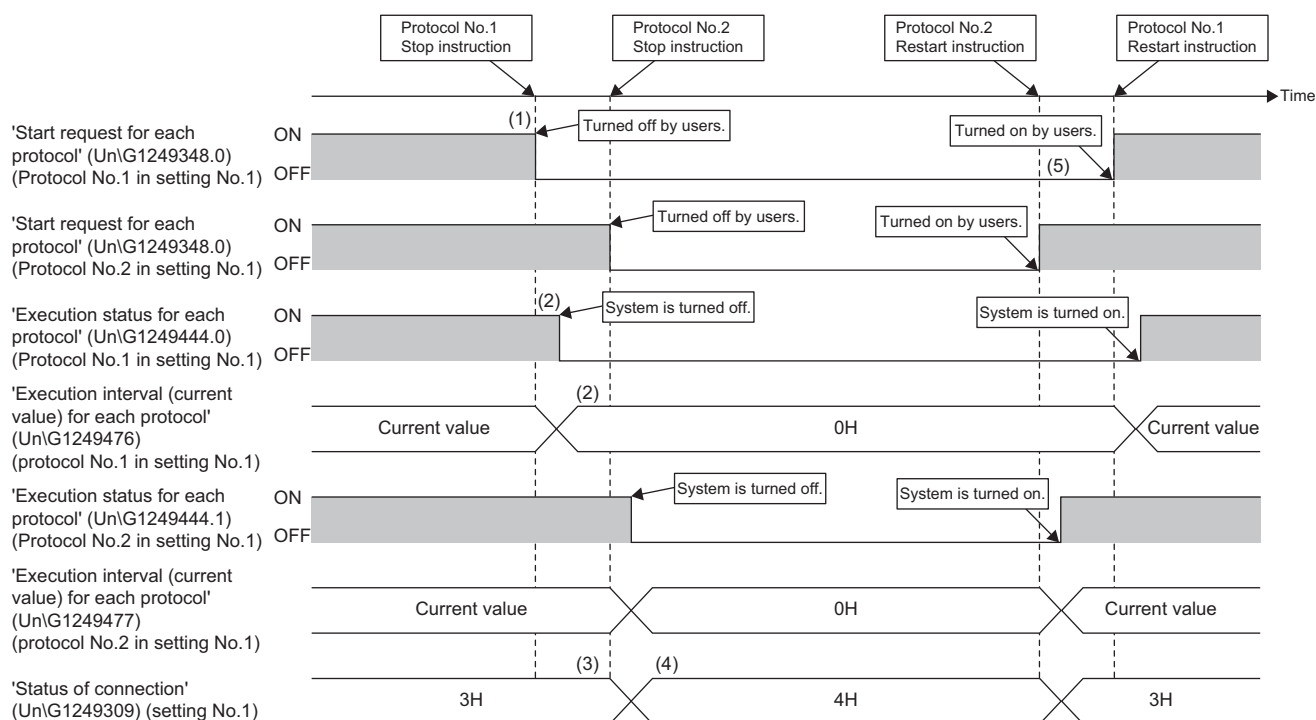 Protocol No.1
Stop instruction
Protocol No.2
Stop instruction
Protocol No.2
Restart instruction
Protocol No.1
Restart instruction
Time
'Start request for each
protocol' (Un\G1249348.0)
(Protocol No.1 in setting No.1)
ON
OFF
(1)
Turned off by users.
Turned on by users.
(5)
'Start request for each
protocol' (Un\G1249348.0)
(Protocol No.2 in setting No.1)
ON
OFF
Turned off by users.
Turned on by users.
'Execution status for each
protocol' (Un\G1249444.0)
(Protocol No.1 in setting No.1)
ON
OFF
(2)
System is turned off.
System is turned on.
'Execution interval (current
value) for each protocol'
(Un\G1249476)
(protocol No.1 in setting No.1)
(2)
Current value
0H
Current value
'Execution status for each
protocol' (Un\G1249444.1)
(Protocol No.2 in setting No.1)
ON
OFF
System is turned off.
System is turned on.
'Execution interval (current
value) for each protocol'
(Un\G1249477)
(protocol No.2 in setting No.1)
Current value
0H
Current value
'Status of connection'
(Un\G1249309) (setting No.1)
(3)
(4)
3H
4H
3H